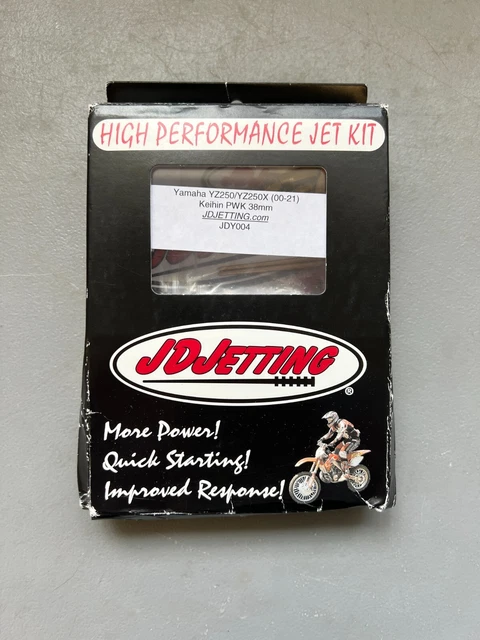 HIGH PERFORMANCE JET KIT
Yamaha YZ250/YZ250X (00-21)
Keihin PWK 38mm
JDJETTING.com
JDY004
JDJETTING
®
More Power!
Quick Starting!
Improved Response!